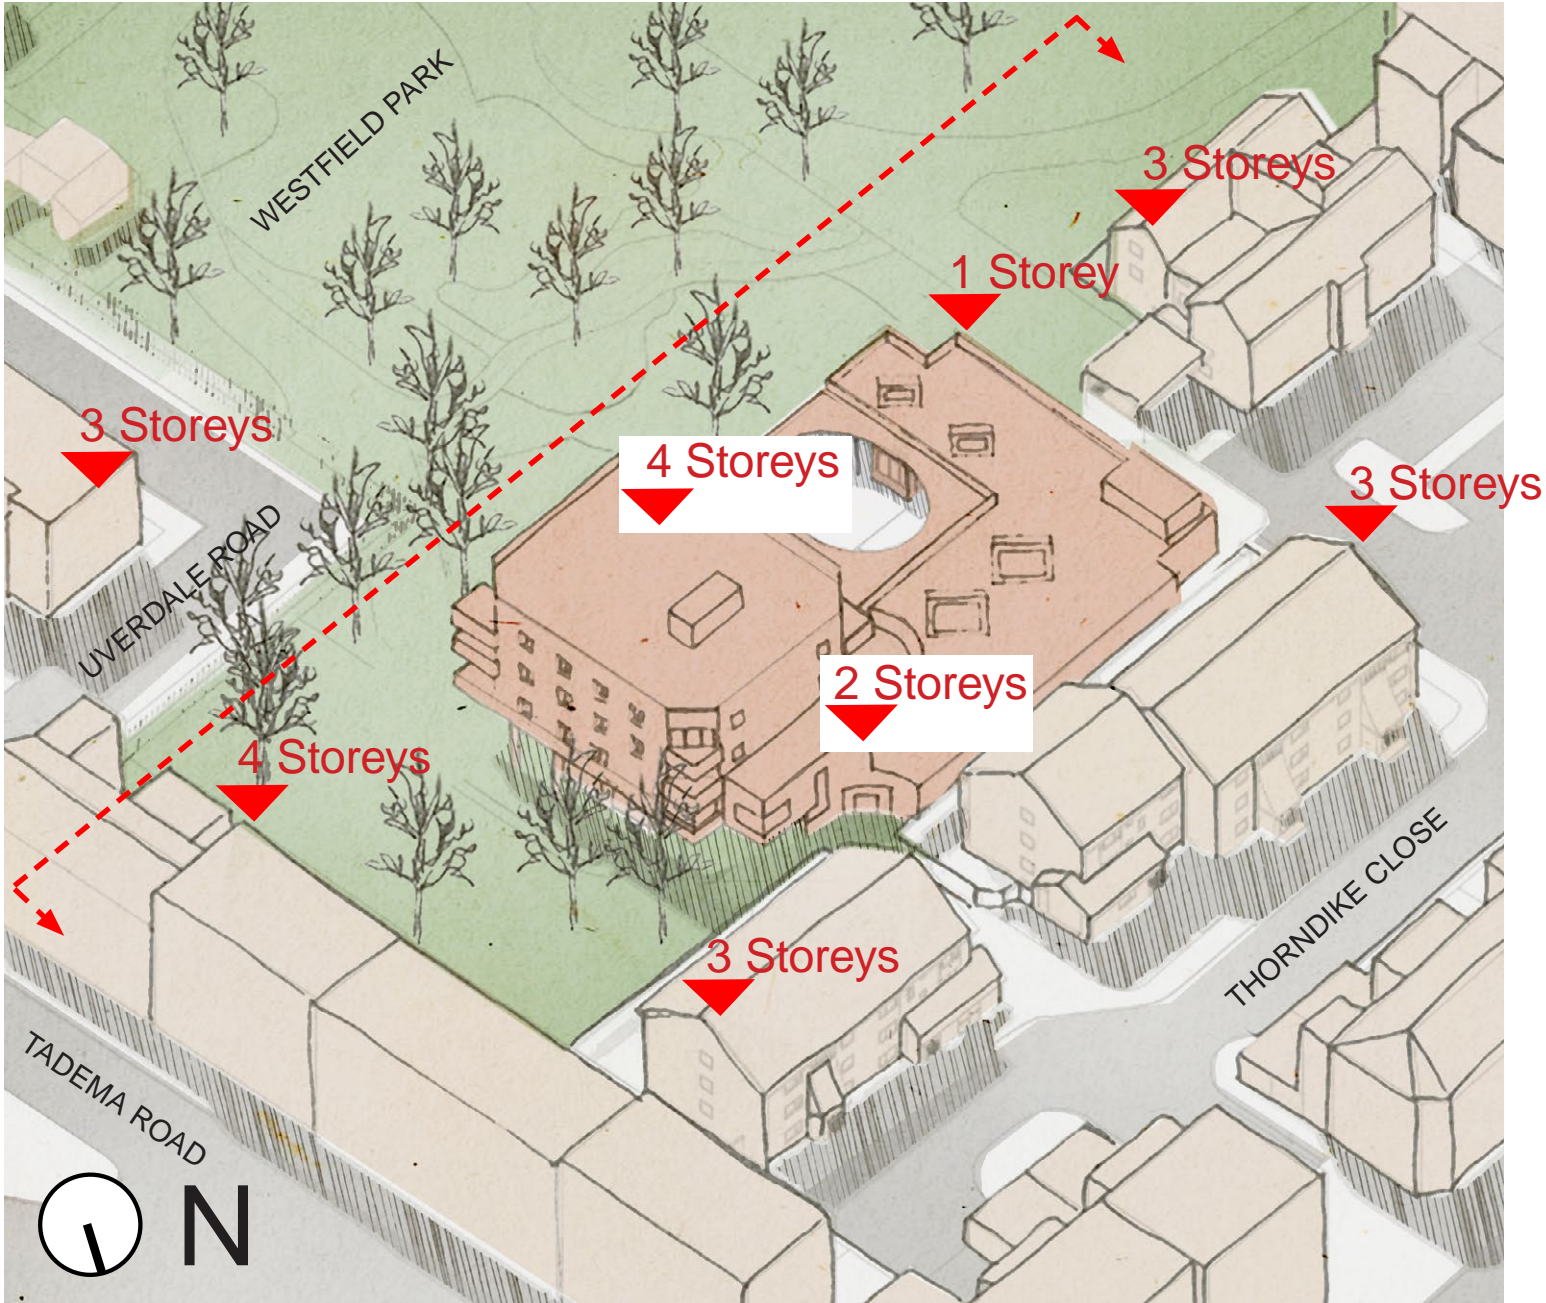 WESTFIELD PARK
3 Storeys
1 Storey
3 Storeys
4 Storeys
3 Storeys
UVERDALE ROAD
2 Storeys
4 Storeys
THORNDIKE CLOSE
3 Storeys
TADEMA ROAD
N